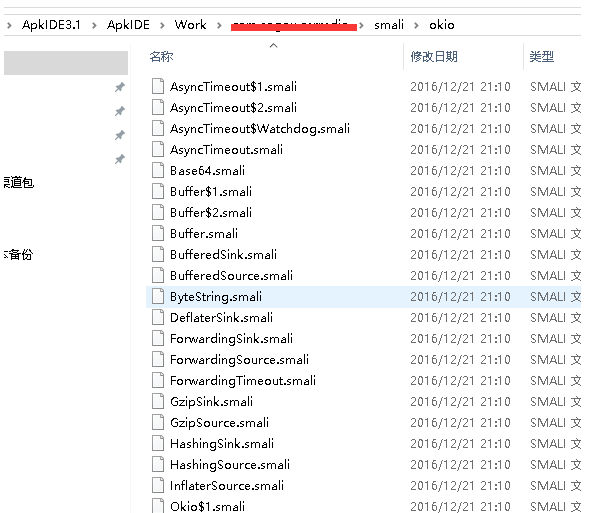 ApkIDE3.1 > ApkIDE > Work > > smali > okio
名称 修改日期 类型
AsyncTimeout$1.smali 2016/12/21 21:10 SMALI 文
AsyncTimeout$2.smali 2016/12/21 21:10 SMALI 文
AsyncTimeout$Watchdog.smali 2016/12/21 21:10 SMALI 文
AsyncTimeout.smali 2016/12/21 21:10 SMALI 文
Base64.smali 2016/12/21 21:10 SMALI 文
渠道包 Buffer$1.smali 2016/12/21 21:10 SMALI 文
Buffer$2.smali 2016/12/21 21:10 SMALI 文
Buffer.smali 2016/12/21 21:10 SMALI 文
备份 BufferedSink.smali 2016/12/21 21:10 SMALI 文
BufferedSource.smali 2016/12/21 21:10 SMALI 文
ByteString.smali 2016/12/21 21:10 SMALI 文
DeflaterSink.smali 2016/12/21 21:10 SMALI 文
ForwardingSink.smali 2016/12/21 21:10 SMALI 文
ForwardingSource.smali 2016/12/21 21:10 SMALI 文
ForwardingTimeout.smali 2016/12/21 21:10 SMALI 文
GzipSink.smali 2016/12/21 21:10 SMALI 文
GzipSource.smali 2016/12/21 21:10 SMALI 文
HashingSink.smali 2016/12/21 21:10 SMALI 文
HashingSource.smali 2016/12/21 21:10 SMALI 文
InflaterSource.smali 2016/12/21 21:10 SMALI 文
Okio$1.smali 2016/12/21 21:10 SMALI 文